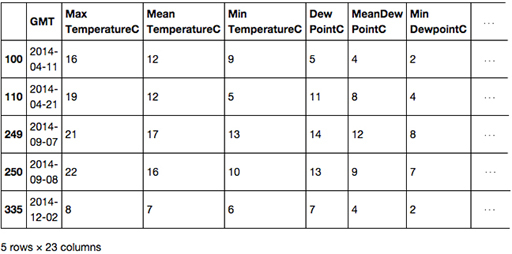 GMT Max TemperatureC Mean TemperatureC Min TemperatureC Dew PointC MeanDew PointC Min DewpointC ...
100 2014-04-11 16 12 9 5 4 2 ...
110 2014-04-21 19 12 5 11 8 4 ...
249 2014-09-07 21 17 13 14 12 8 ...
250 2014-09-08 22 16 10 13 9 7 ...
335 2014-12-02 8 7 6 7 4 2 ...
5 rows × 23 columns